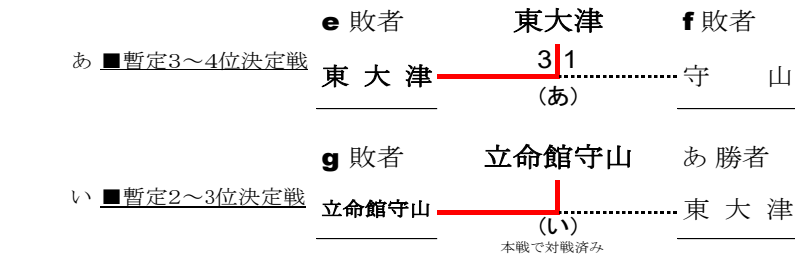 e 敗者 東大津 f 敗者
あ ■暫定3～4位決定戦 東 大 津 3 1 守 山
（あ）
g 敗者 立命館守山 あ 勝者
い ■暫定2～3位決定戦 立命館守山 東 大 津
（い）
本戦で対戦済み